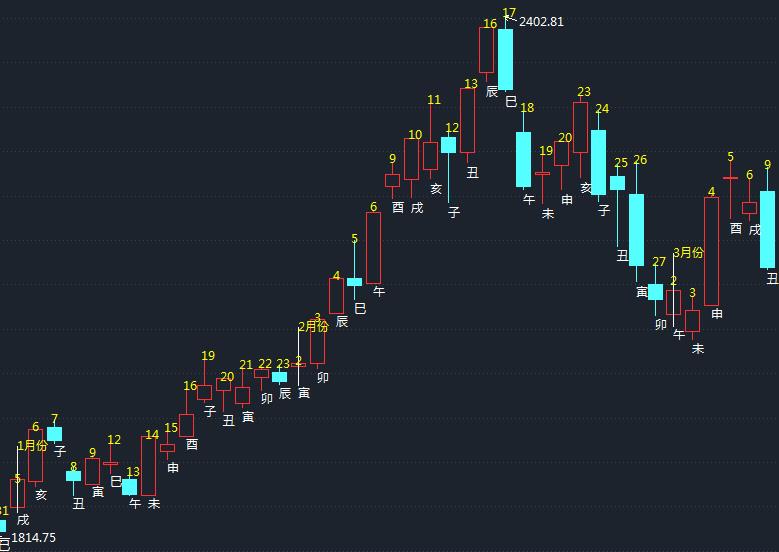 31
巳
1814.75
1月份
5
戌
6
亥
7
子
8
丑
9
寅
12
巳
13
午
14
未
15
申
16
酉
19
子
20
丑
21
寅
22
卯
23
辰
2月份
2
寅
3
卯
4
辰
5
巳
6
午
9
酉
10
戌
11
亥
12
子
13
丑
16
辰
17
2402.81
巳
18
午
19
未
20
申
23
亥
24
子
25
丑
26
寅
27
卯
3月份
2
午
3
未
4
申
5
酉
6
戌
9
丑